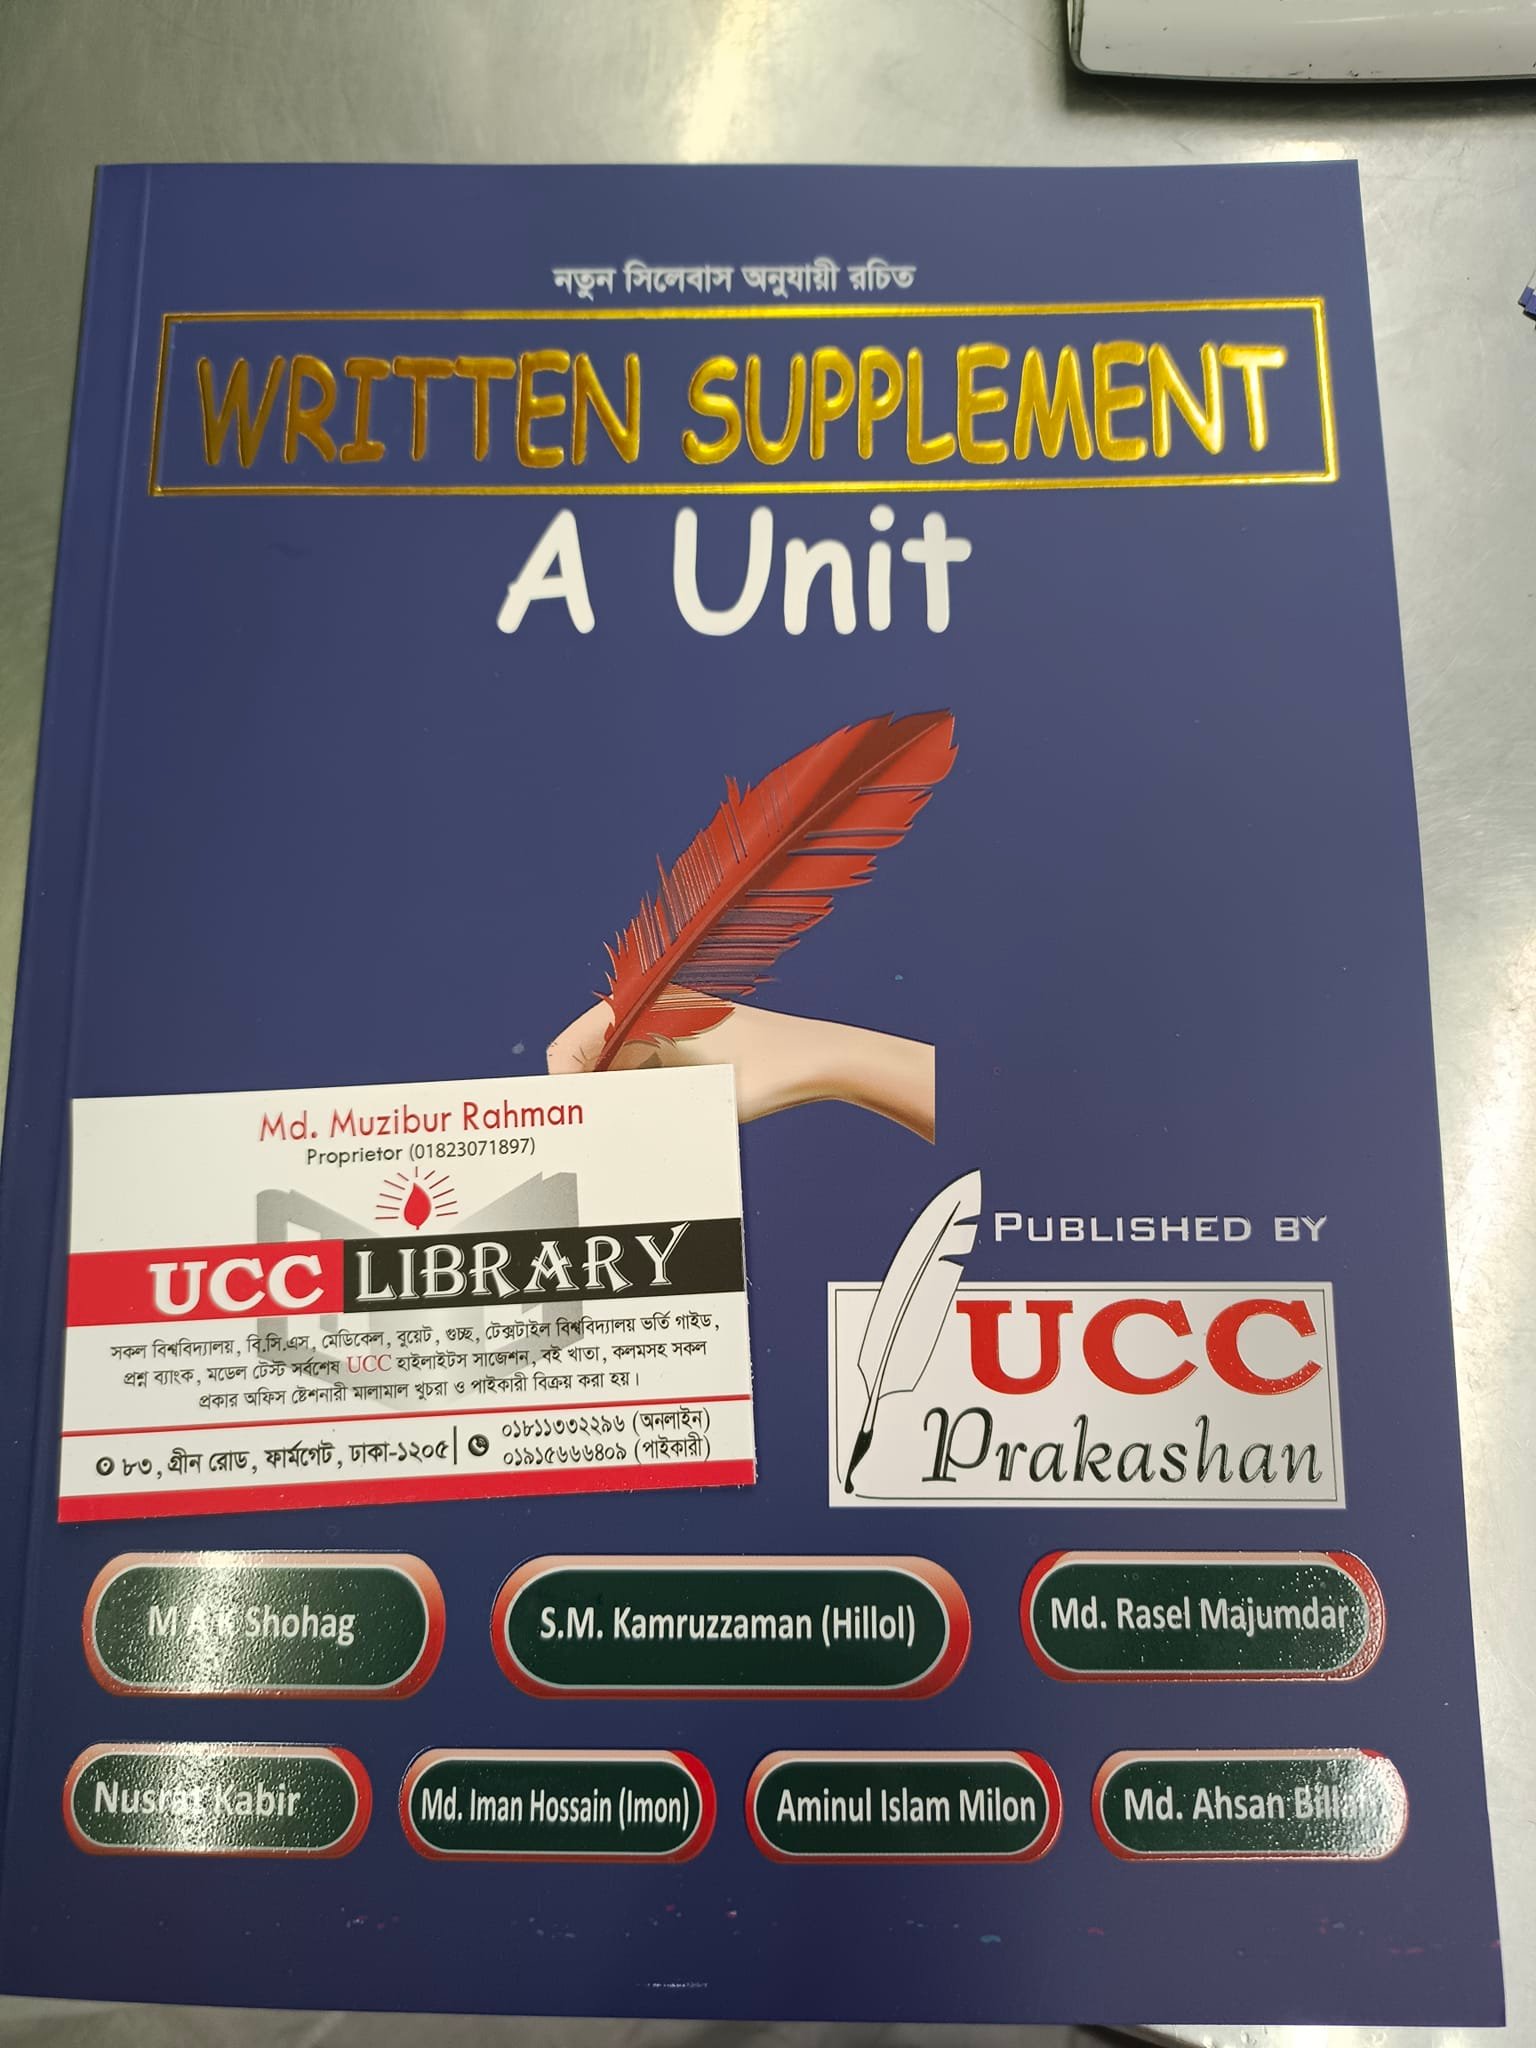 নতুন সিলেবাস অনুযায়ী রচিত
WRITTEN SUPPLEMENT
A Unit
Md. Muzibur Rahman
Proprietor (01823071897)
UCC LIBRARY
সকল বিশ্ববিদ্যালয়, বি.সি.এস, মেডিকেল, বুয়েট, গুচ্ছ, টেক্সটাইল বিশ্ববিদ্যালয় ভর্তি গাইড,
প্রশ্ন ব্যাংক, মডেল টেস্ট সর্বশেষ UCC হাইলাইটস সাজেশন, বই খাতা, কলমসহ সকল
প্রকার অফিস ষ্টেশনারী মালামাল খুচরা ও পাইকারী বিক্রয় করা হয়।
৮৩, গ্রীন রোড, ফার্মগেট, ঢাকা-১২০৫
০১৮১১৩৩২২৯৬ (অনলাইন)
০১৯১৫৬৬৬৪০৯ (পাইকারী)
PUBLISHED BY
UCC
Prakashan
M A K Shohag
S.M. Kamruzzaman (Hillol)
Md. Rasel Majumdar
Nusrat Kabir
Md. Iman Hossain (Imon)
Aminul Islam Milon
Md. Ahsan